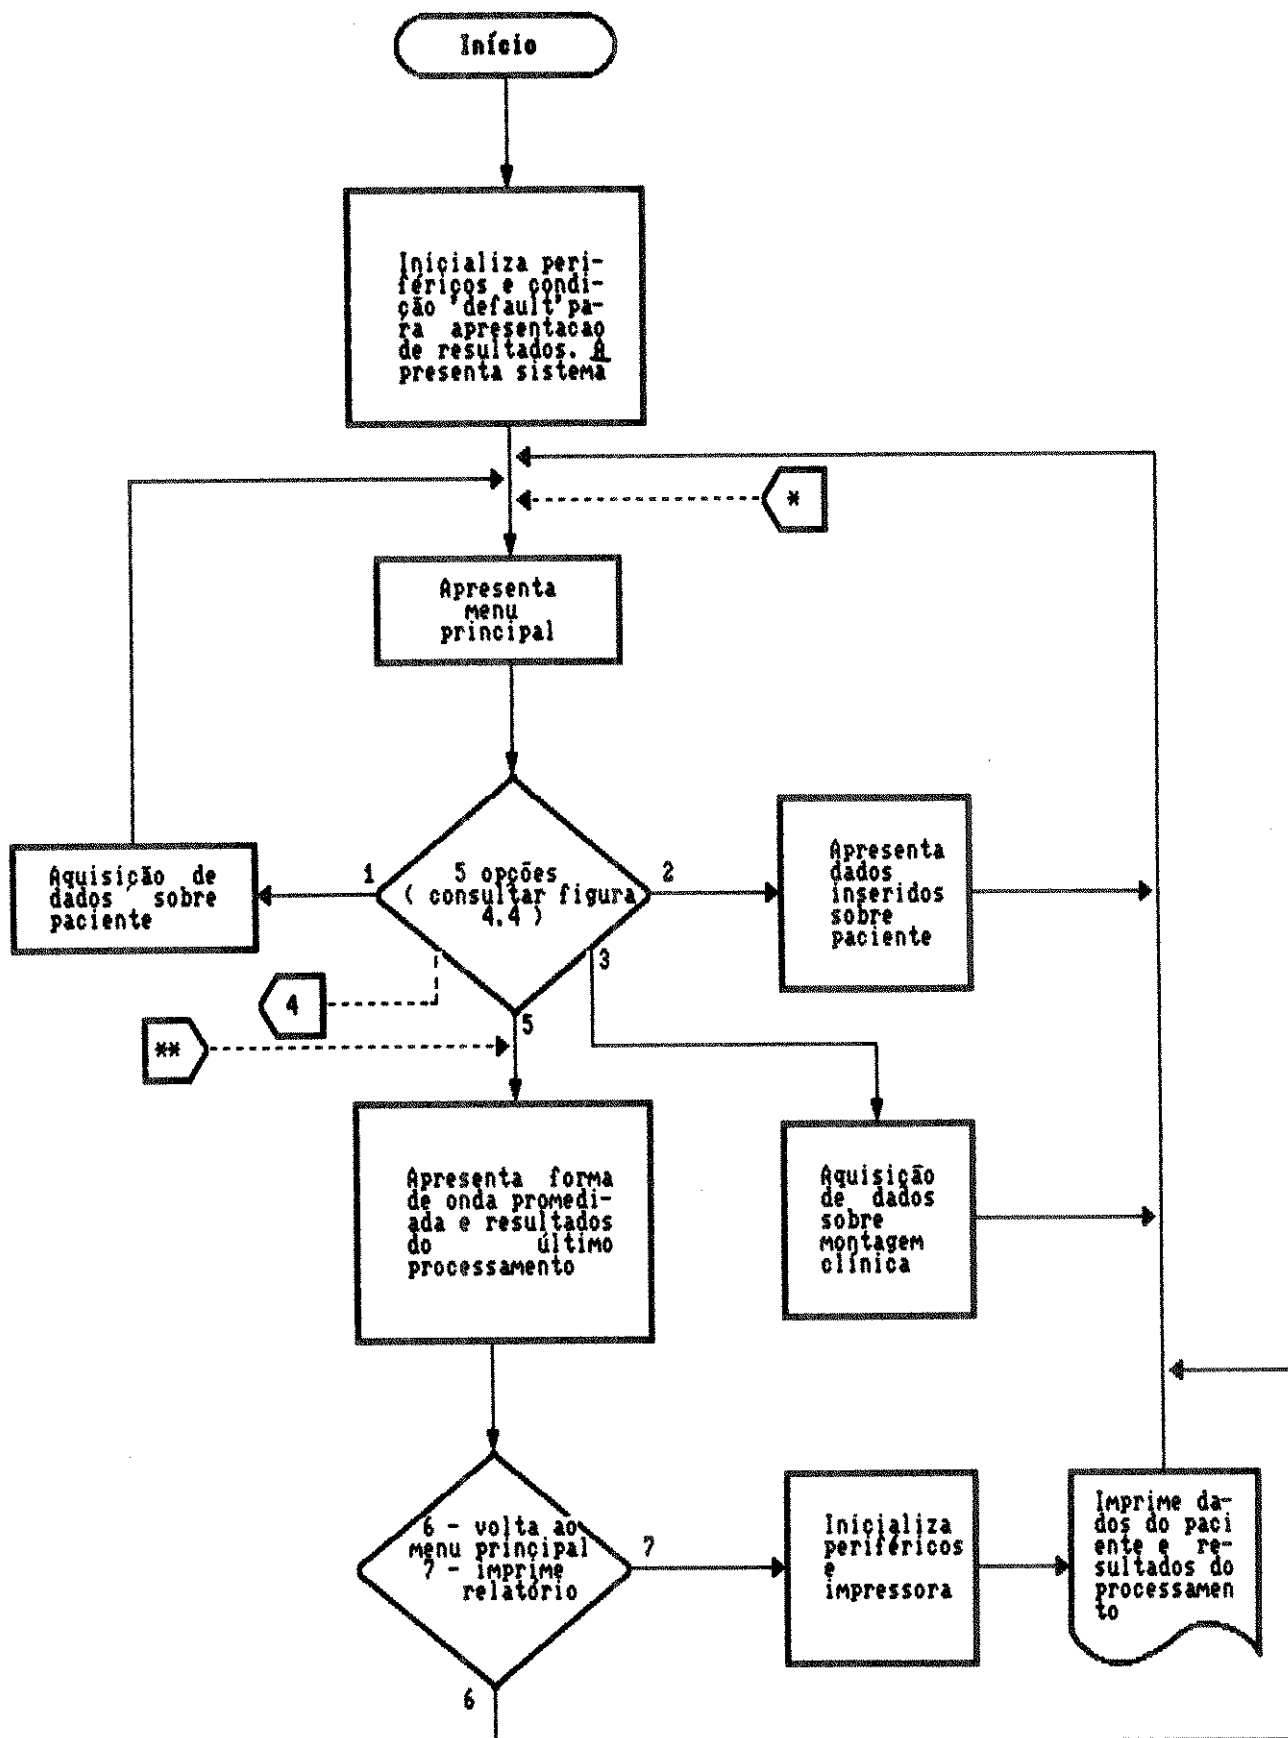 Início
Inicializa peri-
féricos e condi-
ção 'default'pa-
ra apresentacao
de resultados. A
presenta sistema
*
Apresenta
menu
principal
1
5 opções
( consultar figura
4.4 )
2
3
4
5
Aquisição de
dados sobre
paciente
Apresenta
dados
inseridos
sobre
paciente
**
Apresenta forma
de onda promedi-
ada e resultados
do último
processamento
Aquisição
de dados
sobre
montagem
clínica
6 - volta ao
menu principal
7 - imprime
relatório
7
6
Inicializa
periféricos
e
impressora
Imprime da-
dos do paci
ente e re-
sultados do
processamen
to